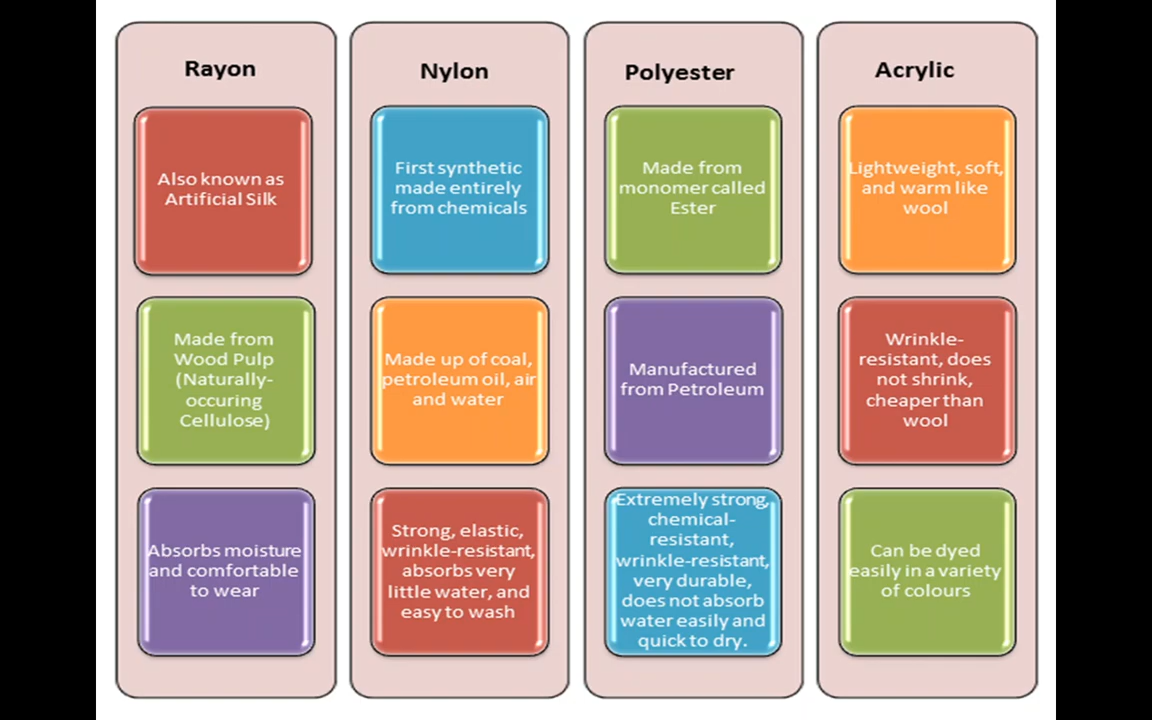 Rayon
Also known as
Artificial Silk
Made from
Wood Pulp
(Naturally-
occuring
Cellulose)
Absorbs moisture
and comfortable
to wear
Nylon
First synthetic
made entirely
from chemicals
Made up of coal,
petroleum oil, air
and water
Strong, elastic,
wrinkle-resistant,
absorbs very
little water, and
easy to wash
Polyester
Made from
monomer called
Ester
Manufactured
from Petroleum
Extremely strong,
chemical-
resistant,
wrinkle-resistant,
very durable,
does not absorb
water easily and
quick to dry.
Acrylic
Lightweight, soft,
and warm like
wool
Wrinkle-
resistant, does
not shrink,
cheaper than
wool
Can be dyed
easily in a variety
of colours